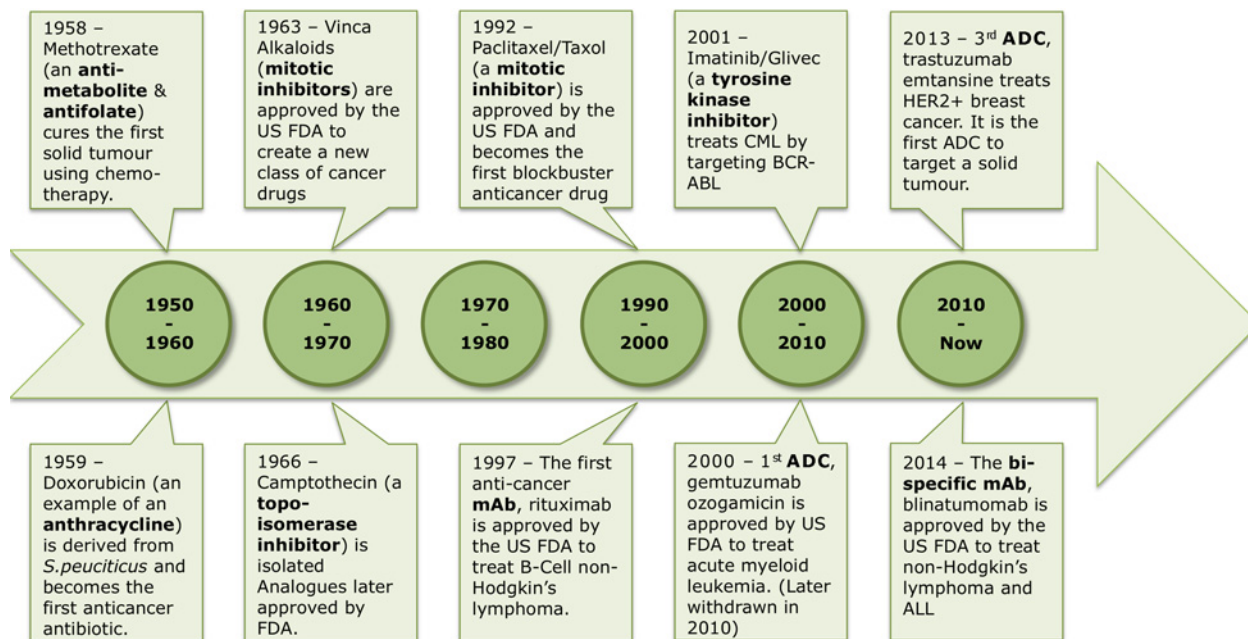 1958 –
Methotrexate
(an anti-
metabolite &
antifolate)
cures the first
solid tumour
using chemo-
therapy.
1963 – Vinca
Alkaloids
(mitotic
inhibitors) are
approved by the
US FDA to
create a new
class of cancer
drugs
1992 –
Paclitaxel/Taxol
(a mitotic
inhibitor) is
approved by the
US FDA and
becomes the
first blockbuster
anticancer drug
2001 –
Imatinib/Glivec
(a tyrosine
kinase
inhibitor)
treats CML by
targeting BCR-
ABL
2013 – 3rd ADC,
trastuzumab
emtansine treats
HER2+ breast
cancer. It is the
first ADC to
target a solid
tumour.
1950
-
1960
1960
-
1970
1970
-
1980
1990
-
2000
2000
-
2010
2010
-
Now
1959 –
Doxorubicin (an
example of an
anthracycline)
is derived from
S.peuciticus and
becomes the
first anticancer
antibiotic.
1966 –
Camptothecin (a
topo-
isomerase
inhibitor) is
isolated
Analogues later
approved by
FDA.
1997 – The first
anti-cancer
mAb, rituximab
is approved by
the US FDA to
treat B-Cell non-
Hodgkin's
lymphoma.
2000 – 1st ADC,
gemtuzumab
ozogamicin is
approved by US
FDA to treat
acute myeloid
leukemia. (Later
withdrawn in
2010)
2014 – The bi-
specific mAb,
blinatumomab is
approved by the
US FDA to treat
non-Hodgkin's
lymphoma and
ALL